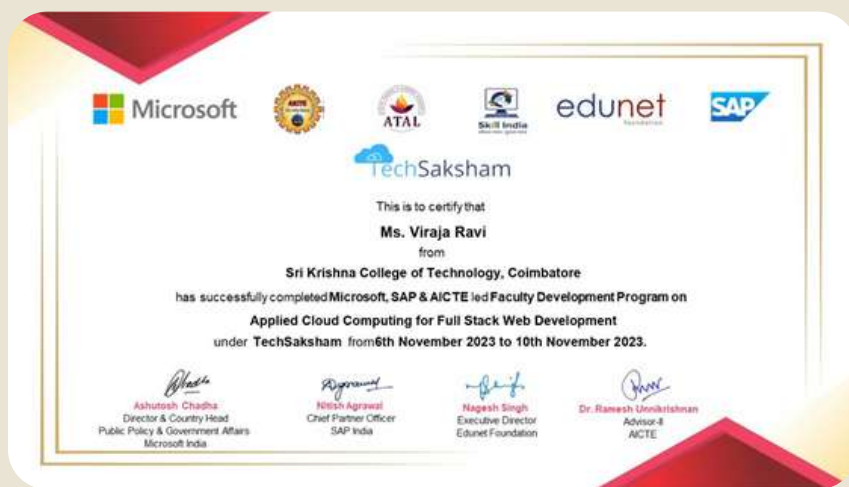 Microsoft
AICTE
ATAL
Skill India
edunet
foundation
SAP
TechSaksham
This is to certify that
Ms. Viraja Ravi
from
Sri Krishna College of Technology, Coimbatore
has successfully completed Microsoft, SAP & AICTE led Faculty Development Program on
Applied Cloud Computing for Full Stack Web Development
under TechSaksham from6th November 2023 to 10th November 2023.
Ashutosh Chadha
Director & Country Head
Public Policy & Government Affairs
Microsoft India
Nitish Agrawal
Chief Partner Officer
SAP India
Nagesh Singh
Executive Director
Edunet Foundation
Dr. Ramesh Unnikrishnan
Advisor-II
AICTE